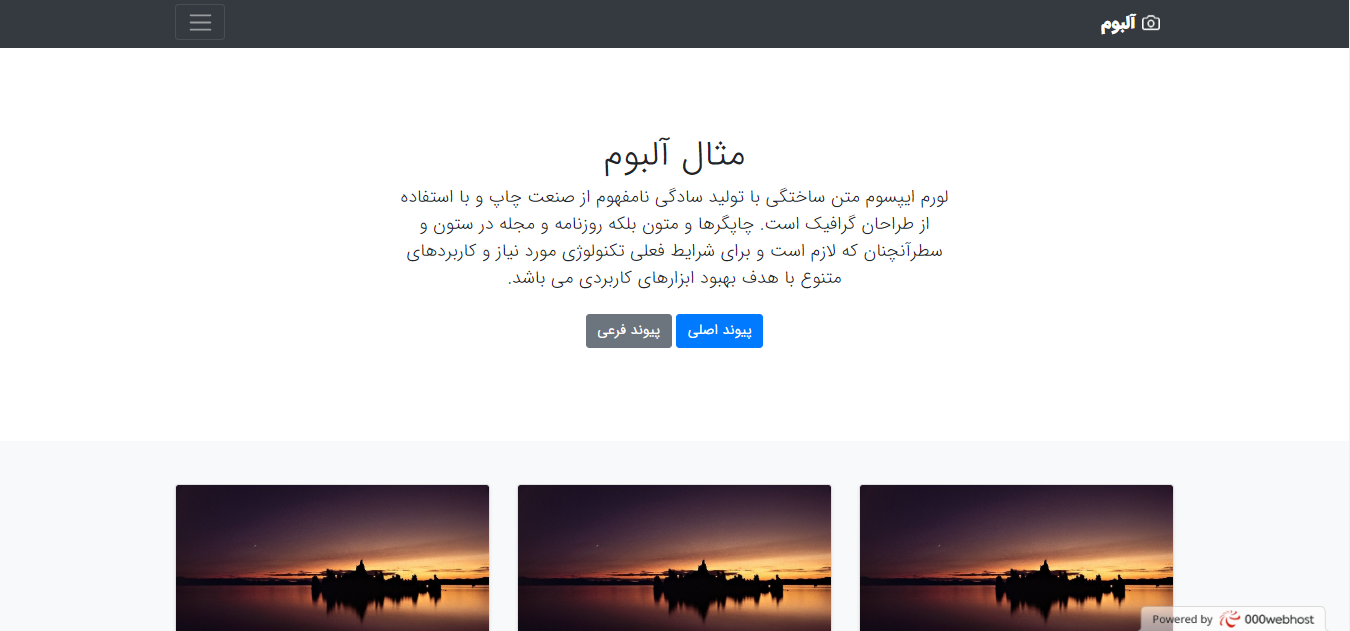 آلبوم
مثال آلبوم
لورم ایپسوم متن ساختگی با تولید سادگی نامفهوم از صنعت چاپ و با استفاده
از طراحان گرافیک است. چاپگرها و متون بلکه روزنامه و مجله در ستون و
سطرآنچنان که لازم است و برای شرایط فعلی تکنولوژی مورد نیاز و کاربردهای
متنوع با هدف بهبود ابزارهای کاربردی می باشد.
پیوند اصلی پیوند فرعی
Powered by 000webhost